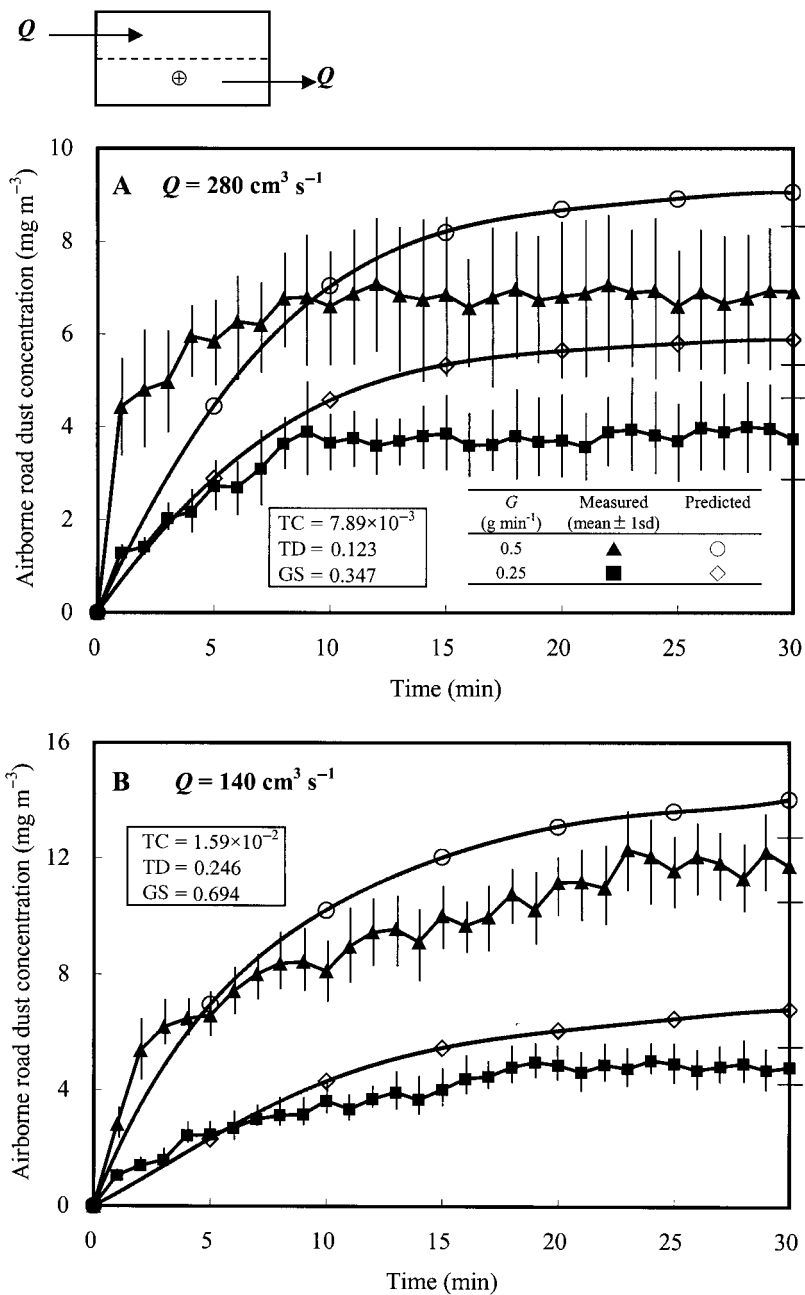 Q
Q
A Q = 280 cm³ s⁻¹
Airborne road dust concentration (mg m⁻³)
10
8
6
4
2
0
TC = 7.89×10⁻³
TD = 0.123
GS = 0.347
G Measured Predicted
(g min⁻¹) (mean ± 1sd)
0.5
0.25
0 5 10 15 20 25 30
Time (min)
B Q = 140 cm³ s⁻¹
Airborne road dust concentration (mg m⁻³)
16
12
8
4
0
TC = 1.59×10⁻²
TD = 0.246
GS = 0.694
0 5 10 15 20 25 30
Time (min)